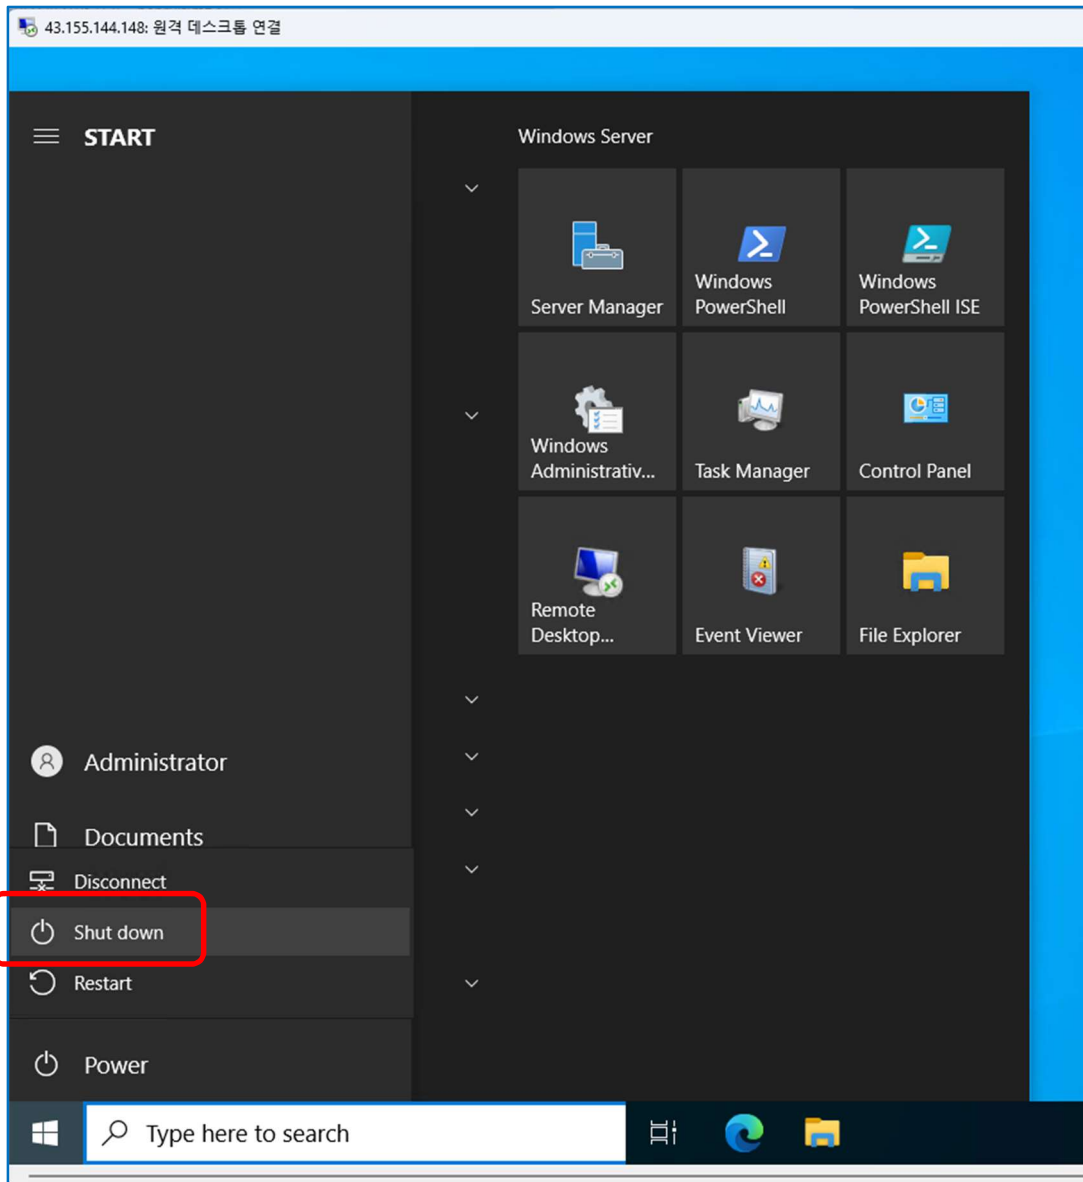 43.155.144.148: 원격 데스크톱 연결
START
Windows Server
Server Manager
Windows
PowerShell
Windows
PowerShell ISE
Windows
Administrativ...
Task Manager
Control Panel
Remote
Desktop...
Event Viewer
File Explorer
Administrator
Documents
Disconnect
Shut down
Restart
Power
Type here to search